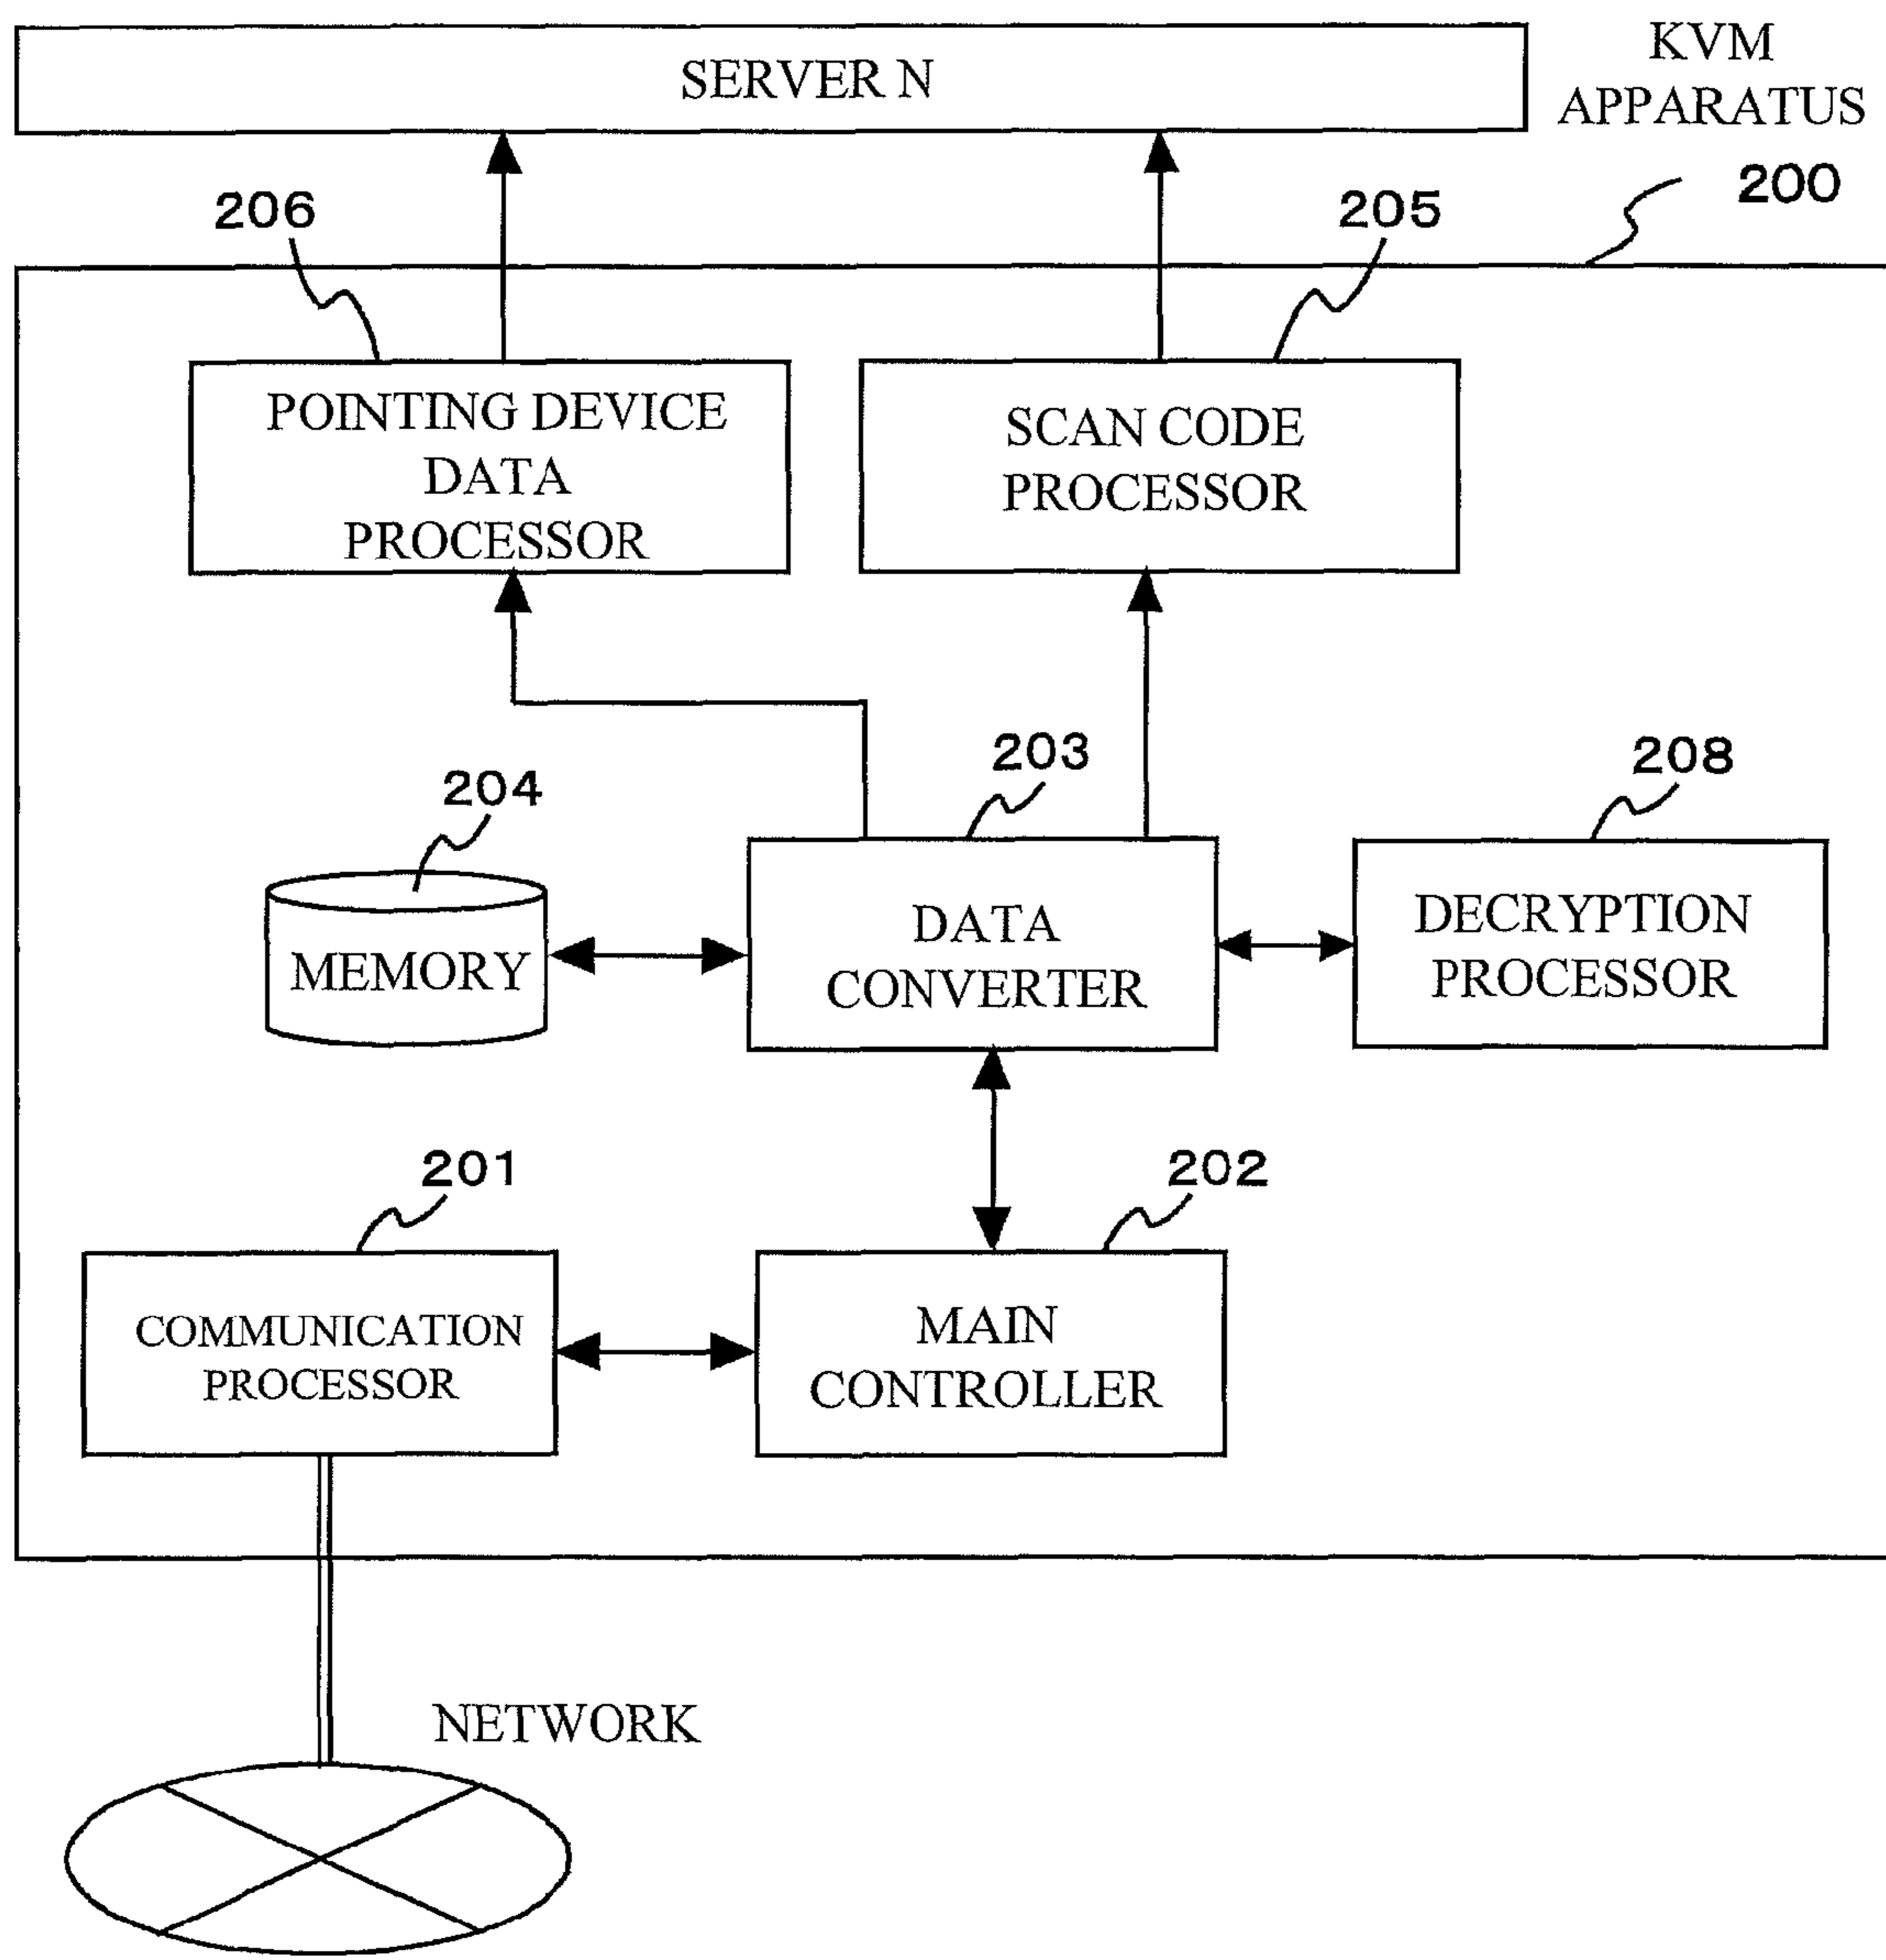 SERVER N
KVM
APPARATUS
200
206
205
POINTING DEVICE
DATA
PROCESSOR
SCAN CODE
PROCESSOR
203
208
204
MEMORY
DATA
CONVERTER
DECRYPTION
PROCESSOR
201
202
COMMUNICATION
PROCESSOR
MAIN
CONTROLLER
NETWORK